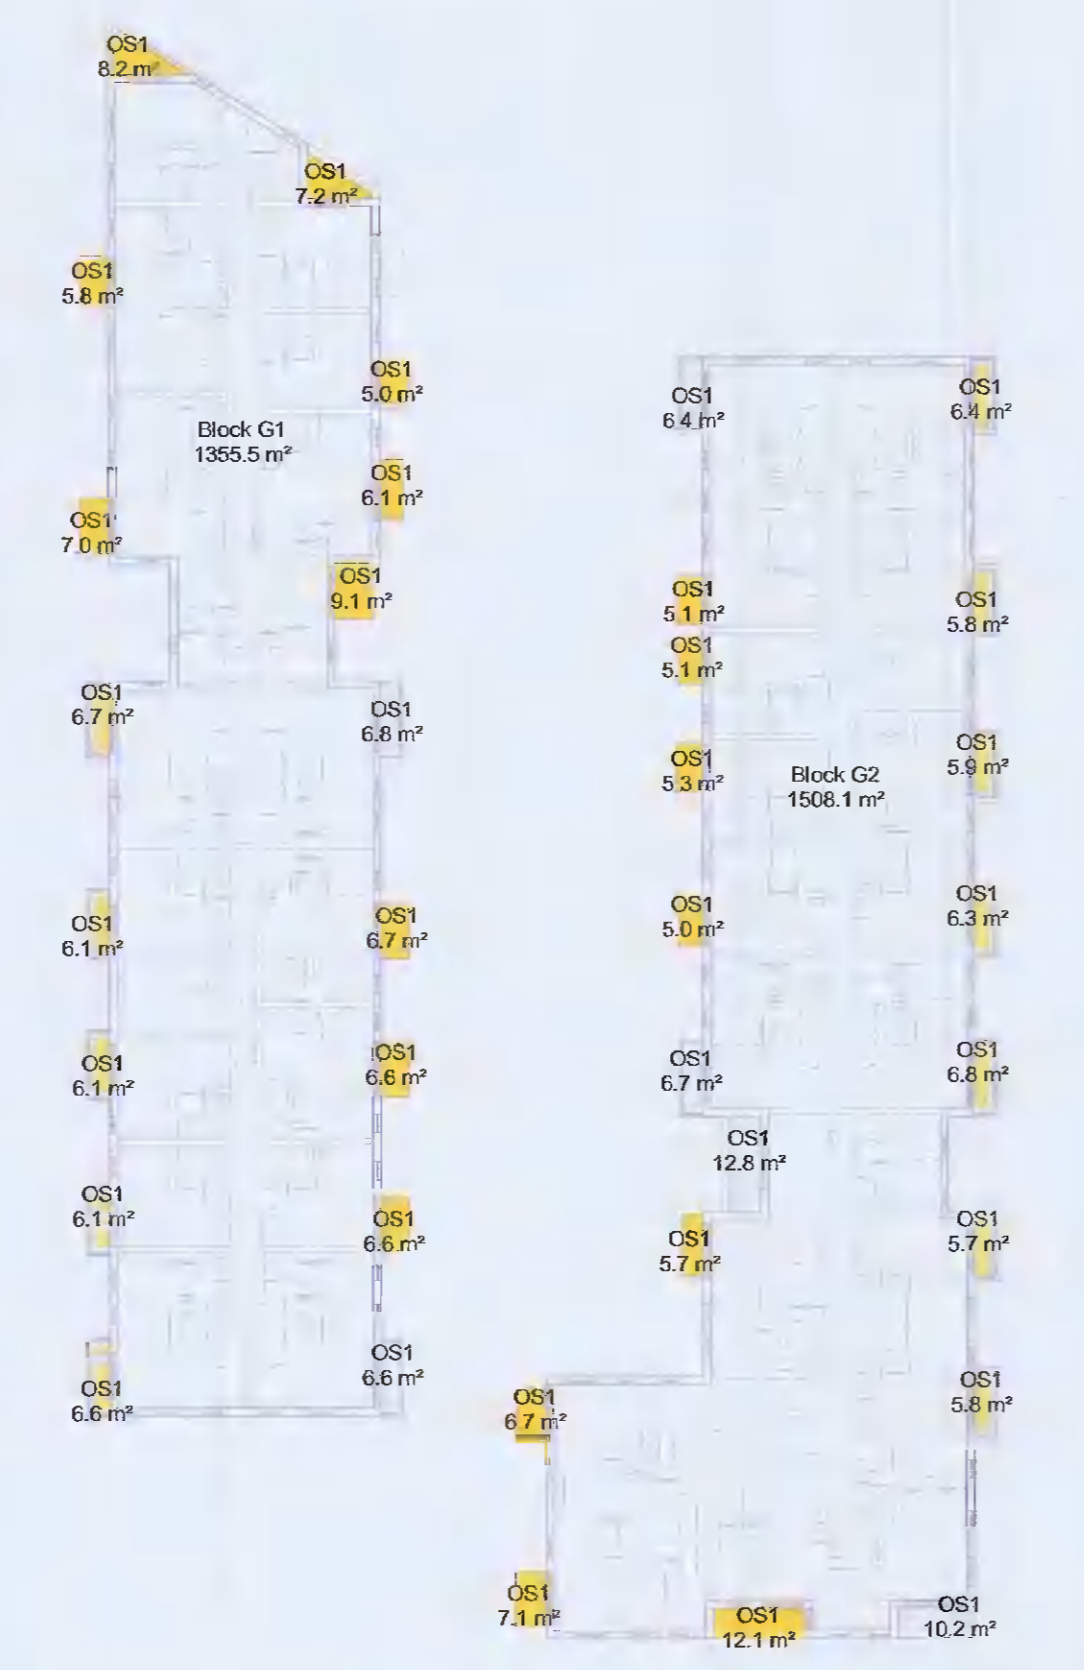 OS1
8.2 m²
OS1
7.2 m²
OS1
5.8 m²
OS1
5.0 m²
Block G1
1355.5 m²
OS1
6.1 m²
OS1
7.0 m²
OS1
9.1 m²
OS1
6.7 m²
OS1
6.8 m²
OS1
6.1 m²
OS1
6.7 m²
OS1
6.1 m²
OS1
6.6 m²
OS1
6.1 m²
OS1
6.6 m²
OS1
6.6 m²
OS1
6.6 m²
OS1
6.4 m²
OS1
6.4 m²
OS1
5.1 m²
OS1
5.8 m²
OS1
5.1 m²
OS1
5.3 m²
OS1
5.9 m²
Block G2
1508.1 m²
OS1
5.0 m²
OS1
6.3 m²
OS1
6.7 m²
OS1
6.8 m²
OS1
12.8 m²
OS1
5.7 m²
OS1
5.7 m²
OS1
6.7 m²
OS1
5.8 m²
OS1
7.1 m²
OS1
12.1 m²
OS1
10.2 m²